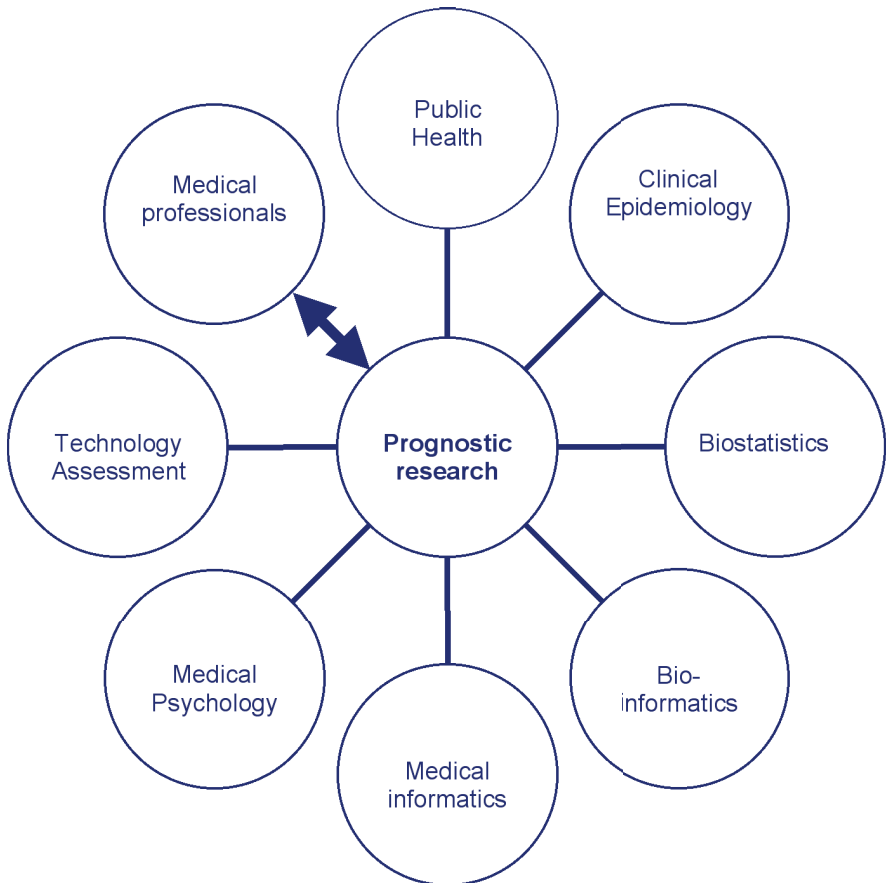 Public
Health
Clinical
Epidemiology
Medical
professionals
Technology
Assessment
Prognostic
research
Biostatistics
Medical
Psychology
Bio-
informatics
Medical
informatics